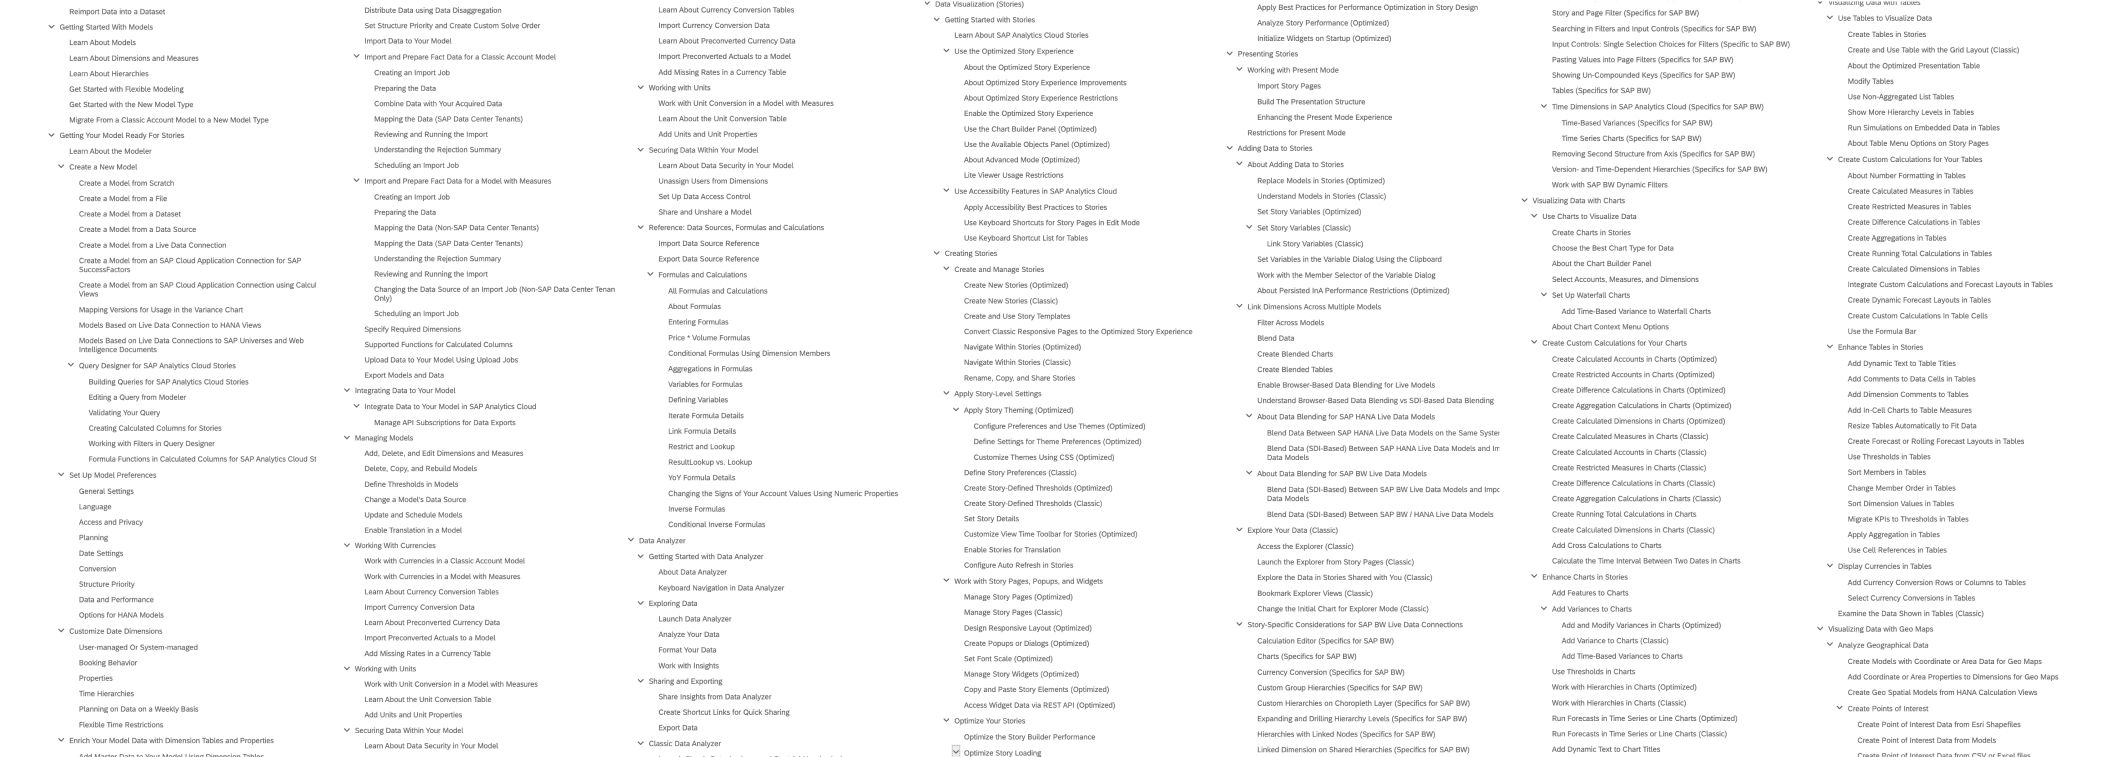 Reimport Data into a Dataset
Getting Started With Models
Learn About Models
Learn About Dimensions and Measures
Learn About Hierarchies
Get Started with Flexible Modeling
Get Started with the New Model Type
Migrate From a Classic Account Model to a New Model Type
Getting Your Model Ready For Stories
Learn About the Modeler
Create a New Model
Create a Model from Scratch
Create a Model from a File
Create a Model from a Dataset
Create a Model from a Data Source
Create a Model from a Live Data Connection
Create a Model from an SAP Cloud Application Connection for SAP
SuccessFactors
Create a Model from an SAP Cloud Application Connection using Calcul
Views
Mapping Versions for Usage in the Variance Chart
Models Based on Live Data Connection to HANA Views
Models Based on Live Data Connections to SAP Universes and Web
Intelligence Documents
Query Designer for SAP Analytics Cloud Stories
Building Queries for SAP Analytics Cloud Stories
Editing a Query from Modeler
Validating Your Query
Creating Calculated Columns for Stories
Working with Filters in Query Designer
Formula Functions in Calculated Columns for SAP Analytics Cloud St
Set Up Model Preferences
General Settings
Language
Access and Privacy
Planning
Date Settings
Conversion
Structure Priority
Data and Performance
Options for HANA Models
Customize Date Dimensions
User-managed Or System-managed
Booking Behavior
Properties
Time Hierarchies
Planning on Data on a Weekly Basis
Flexible Time Restrictions
Enrich Your Model with Dimension Tables and Properties
Add Master Data to Your Model Using Dimension Tables
Distribute Data using Data Disaggregation
Set Structure Priority and Create Custom Solve Order
Import Data to Your Model
Import and Prepare Fact Data for a Classic Account Model
Creating an Import Job
Preparing the Data
Combine Data with Your Acquired Data
Mapping the Data (SAP Data Center Tenants)
Reviewing and Running the Import
Understanding the Rejection Summary
Scheduling an Import Job
Import and Prepare Fact Data for a Model with Measures
Creating an Import Job
Preparing the Data
Mapping the Data (Non-SAP Data Center Tenants)
Mapping the Data (SAP Data Center Tenants)
Understanding the Rejection Summary
Reviewing and Running the Import
Changing the Data Source of an Import Job (Non-SAP Data Center Tenan
Only)
Scheduling an Import Job
Specify Required Dimensions
Supported Functions for Calculated Columns
Upload Data to Your Model Using Upload Jobs
Export Models and Data
Integrating Data to Your Model
Integrate Data to Your Model in SAP Analytics Cloud
Manage API Subscriptions for Data Exports
Managing Models
Add, Delete, and Edit Dimensions and Measures
Delete, Copy, and Rebuild Models
Define Thresholds in Models
Change a Model's Data Source
Update and Schedule Models
Enable Translation in a Model
Working With Currencies
Work with Currencies in a Classic Account Model
Work with Currencies in a Model with Measures
Learn About Currency Conversion Tables
Import Currency Conversion Data
Learn About Preconverted Currency Data
Import Preconverted Actuals to a Model
Add Missing Rates in a Currency Table
Working with Units
Work with Unit Conversion in a Model with Measures
Learn About the Unit Conversion Table
Add Units and Unit Properties
Securing Data Within Your Model
Learn About Data Security in Your Model
Learn About Currency Conversion Tables
Import Currency Conversion Data
Learn About Preconverted Currency Data
Import Preconverted Actuals to a Model
Add Missing Rates in a Currency Table
Working with Units
Work with Unit Conversion in a Model with Measures
Learn About the Unit Conversion Table
Add Units and Unit Properties
Securing Data Within Your Model
Learn About Data Security in Your Model
Unassign Users from Dimensions
Set Up Data Access Control
Share and Unshare a Model
Reference: Data Sources, Formulas and Calculations
Import Data Source Reference
Export Data Source Reference
Formulas and Calculations
All Formulas and Calculations
About Formulas
Entering Formulas
Price * Volume Formulas
Conditional Formulas Using Dimension Members
Aggregations in Formulas
Variables for Formulas
Defining Variables
Iterate Formula Details
Link Formula Details
Restrict and Lookup
ResultLookup vs. Lookup
YoY Formula Details
Changing the Signs of Your Account Values Using Numeric Properties
Inverse Formulas
Conditional Inverse Formulas
Data Analyzer
Getting Started with Data Analyzer
About Data Analyzer
Keyboard Navigation in Data Analyzer
Exploring Data
Launch Data Analyzer
Analyze Your Data
Format Your Data
Work with Insights
Sharing and Exporting
Share Insights from Data Analyzer
Create Shortcut Links for Quick Sharing
Export Data
Classic Data Analyzer
Data Visualization (Stories)
Getting Started with Stories
Learn About SAP Analytics Cloud Stories
Use the Optimized Story Experience
About the Optimized Story Experience
About Optimized Story Experience Improvements
About Optimized Story Experience Restrictions
Enable the Optimized Story Experience
Use the Chart Builder Panel (Optimized)
Use the Available Objects Panel (Optimized)
About Advanced Mode (Optimized)
Lite Viewer Usage Restrictions
Use Accessibility Features in SAP Analytics Cloud
Apply Accessibility Best Practices to Stories
Use Keyboard Shortcuts for Story Pages in Edit Mode
Use Keyboard Shortcut List for Tables
Creating Stories
Create and Manage Stories
Create New Stories (Optimized)
Create New Stories (Classic)
Create and Use Story Templates
Convert Classic Responsive Pages to the Optimized Story Experience
Navigate Within Stories (Optimized)
Navigate Within Stories (Classic)
Rename, Copy, and Share Stories
Apply Story-Level Settings
Apply Story Theming (Optimized)
Configure Preferences and Use Themes (Optimized)
Define Settings for Theme Preferences (Optimized)
Customize Themes Using CSS (Optimized)
Define Story Preferences (Classic)
Create Story-Defined Thresholds (Optimized)
Create Story-Defined Thresholds (Classic)
Set Story Details
Customize View Time Toolbar for Stories (Optimized)
Enable Stories for Translation
Configure Auto Refresh in Stories
Work with Story Pages, Popups, and Widgets
Manage Story Pages (Optimized)
Manage Story Pages (Classic)
Design Responsive Layout (Optimized)
Create Popups or Dialogs (Optimized)
Set Font Scale (Optimized)
Manage Story Widgets (Optimized)
Copy and Paste Story Elements (Optimized)
Access Widget Data via REST API (Optimized)
Optimize Your Stories
Optimize the Story Builder Performance
Optimize Story Loading
Apply Best Practices for Performance Optimization in Story Design
Analyze Story Performance (Optimized)
Initialize Widgets on Startup (Optimized)
Presenting Stories
Working with Present Mode
Import Story Pages
Build The Presentation Structure
Enhancing the Present Mode Experience
Restrictions for Present Mode
Adding Data to Stories
About Adding Data to Stories
Replace Models in Stories (Optimized)
Understand Models in Stories (Classic)
Set Story Variables (Optimized)
Set Story Variables (Classic)
Link Story Variables (Classic)
Set Variables in the Variable Dialog Using the Clipboard
Work with the Member Selector of the Variable Dialog
About Persisted InA Performance Restrictions (Optimized)
Link Dimensions Across Multiple Models
Filter Across Models
Blend Data
Create Blended Charts
Create Blended Tables
Enable Browser-Based Data Blending for Live Models
Understand Browser-Based Data Blending vs SDI-Based Data Blending
About Data Blending for SAP HANA Live Data Models
Blend Data Between SAP HANA Live Data Models on the Same Syster
Blend Data (SDI-Based) Between SAP HANA Live Data Models and Im
Data Models
About Data Blending for SAP BW Live Data Models
Blend Data (SDI-Based) Between SAP BW Live Data Models and Impo
Data Models
Blend Data (SDI-Based) Between SAP BW / HANA Live Data Models
Explore Your Data (Classic)
Access the Explorer (Classic)
Launch the Explorer from Story Pages (Classic)
Explore the Data in Stories Shared with You (Classic)
Bookmark Explorer Views (Classic)
Change the Initial Chart for Explorer Mode (Classic)
Story-Specific Considerations for SAP BW Live Data Connections
Calculation Editor (Specifics for SAP BW)
Charts (Specifics for SAP BW)
Currency Conversion (Specifics for SAP BW)
Custom Group Hierarchies (Specifics for SAP BW)
Custom Hierarchies on Choropleth Layer (Specifics for SAP BW)
Expanding and Drilling Hierarchy Levels (Specifics for SAP BW)
Hierarchies with Linked Nodes (Specifics for SAP BW)
Linked Dimension on Shared Hierarchies (Specifics for SAP BW)
Story and Page Filter (Specifics for SAP BW)
Searching in Filters and Input Controls (Specifics for SAP BW)
Input Controls: Single Selection Choices for Filters (Specific to SAP BW)
Pasting Values into Page Filters (Specifics for SAP BW)
Showing Un-Compounded Keys (Specifics for SAP BW)
Tables (Specifics for SAP BW)
Time Dimensions in SAP Analytics Cloud (Specifics for SAP BW)
Time-Based Variances (Specifics for SAP BW)
Time Series Charts (Specifics for SAP BW)
Removing Second Structure from Axis (Specifics for SAP BW)
Version- and Time-Dependent Hierarchies (Specifics for SAP BW)
Work with SAP BW Dynamic Filters
Visualizing Data with Charts
Use Charts to Visualize Data
Create Charts in Stories
Choose the Best Chart Type for Data
About the Chart Builder Panel
Select Accounts, Measures, and Dimensions
Set Up Waterfall Charts
Add Time-Based Variance to Waterfall Charts
About Chart Context Menu Options
Create Custom Calculations for Your Charts
Create Calculated Accounts in Charts (Optimized)
Create Restricted Accounts in Charts (Optimized)
Create Difference Calculations in Charts (Optimized)
Create Aggregation Calculations in Charts (Optimized)
Create Calculated Dimensions in Charts (Optimized)
Create Calculated Measures in Charts (Classic)
Create Calculated Accounts in Charts (Classic)
Create Restricted Measures in Charts (Classic)
Create Difference Calculations in Charts (Classic)
Create Aggregation Calculations in Charts (Classic)
Create Running Total Calculations in Charts
Create Calculated Dimensions in Charts (Classic)
Add Cross Calculations to Charts
Calculate the Time Interval Between Two Dates in Charts
Enhance Charts in Stories
Add Features to Charts
Add Variances to Charts
Add and Modify Variances in Charts (Optimized)
Add Variance to Charts (Classic)
Add Time-Based Variances to Charts
Use Thresholds in Charts
Work with Hierarchies in Charts (Optimized)
Work with Hierarchies in Charts (Classic)
Run Forecasts in Time Series or Line Charts (Optimized)
Run Forecasts in Time Series or Line Charts (Classic)
Add Dynamic Text to Chart Titles
Visualizing Data with Tables
Use Tables to Visualize Data
Create Tables in Stories
Create and Use Table with the Grid Layout (Classic)
About the Optimized Presentation Table
Modify Tables
Use Non-Aggregated List Tables
Show More Hierarchy Levels in Tables
Run Simulations on Embedded Data in Tables
About Table Menu Options on Story Pages
Create Custom Calculations for Your Tables
About Number Formatting in Tables
Create Calculated Measures in Tables
Create Restricted Measures in Tables
Create Difference Calculations in Tables
Create Aggregations in Tables
Create Running Total Calculations in Tables
Create Calculated Dimensions in Tables
Integrate Custom Calculations and Forecast Layouts in Tables
Create Dynamic Forecast Layouts in Tables
Create Custom Calculations In Table Cells
Use the Formula Bar
Enhance Tables in Stories
Add Dynamic Text to Table Titles
Add Comments to Data Cells in Tables
Add Dimension Comments to Tables
Add In-Cell Charts to Table Measures
Resize Tables Automatically to Fit Data
Create Forecast or Rolling Forecast Layouts in Tables
Use Thresholds in Tables
Sort Members in Tables
Change Member Order in Tables
Sort Dimension Values in Tables
Migrate KPIs to Thresholds in Tables
Apply Aggregation in Tables
Use Cell References in Tables
Display Currencies in Tables
Add Currency Conversion Rows or Columns to Tables
Select Currency Conversions in Tables
Examine the Data Shown in Tables (Classic)
Visualizing Data with Geo Maps
Analyze Geographical Data
Create Models with Coordinate or Area Data for Geo Maps
Add Coordinate or Area Properties to Dimensions for Geo Maps
Create Geo Spatial Models from HANA Calculation Views
Create Points of Interest
Create Point of Interest Data from Esri Shapefiles
Create Point of Interest Data from Models
Create Point of Interest Data from CSV or Excel files